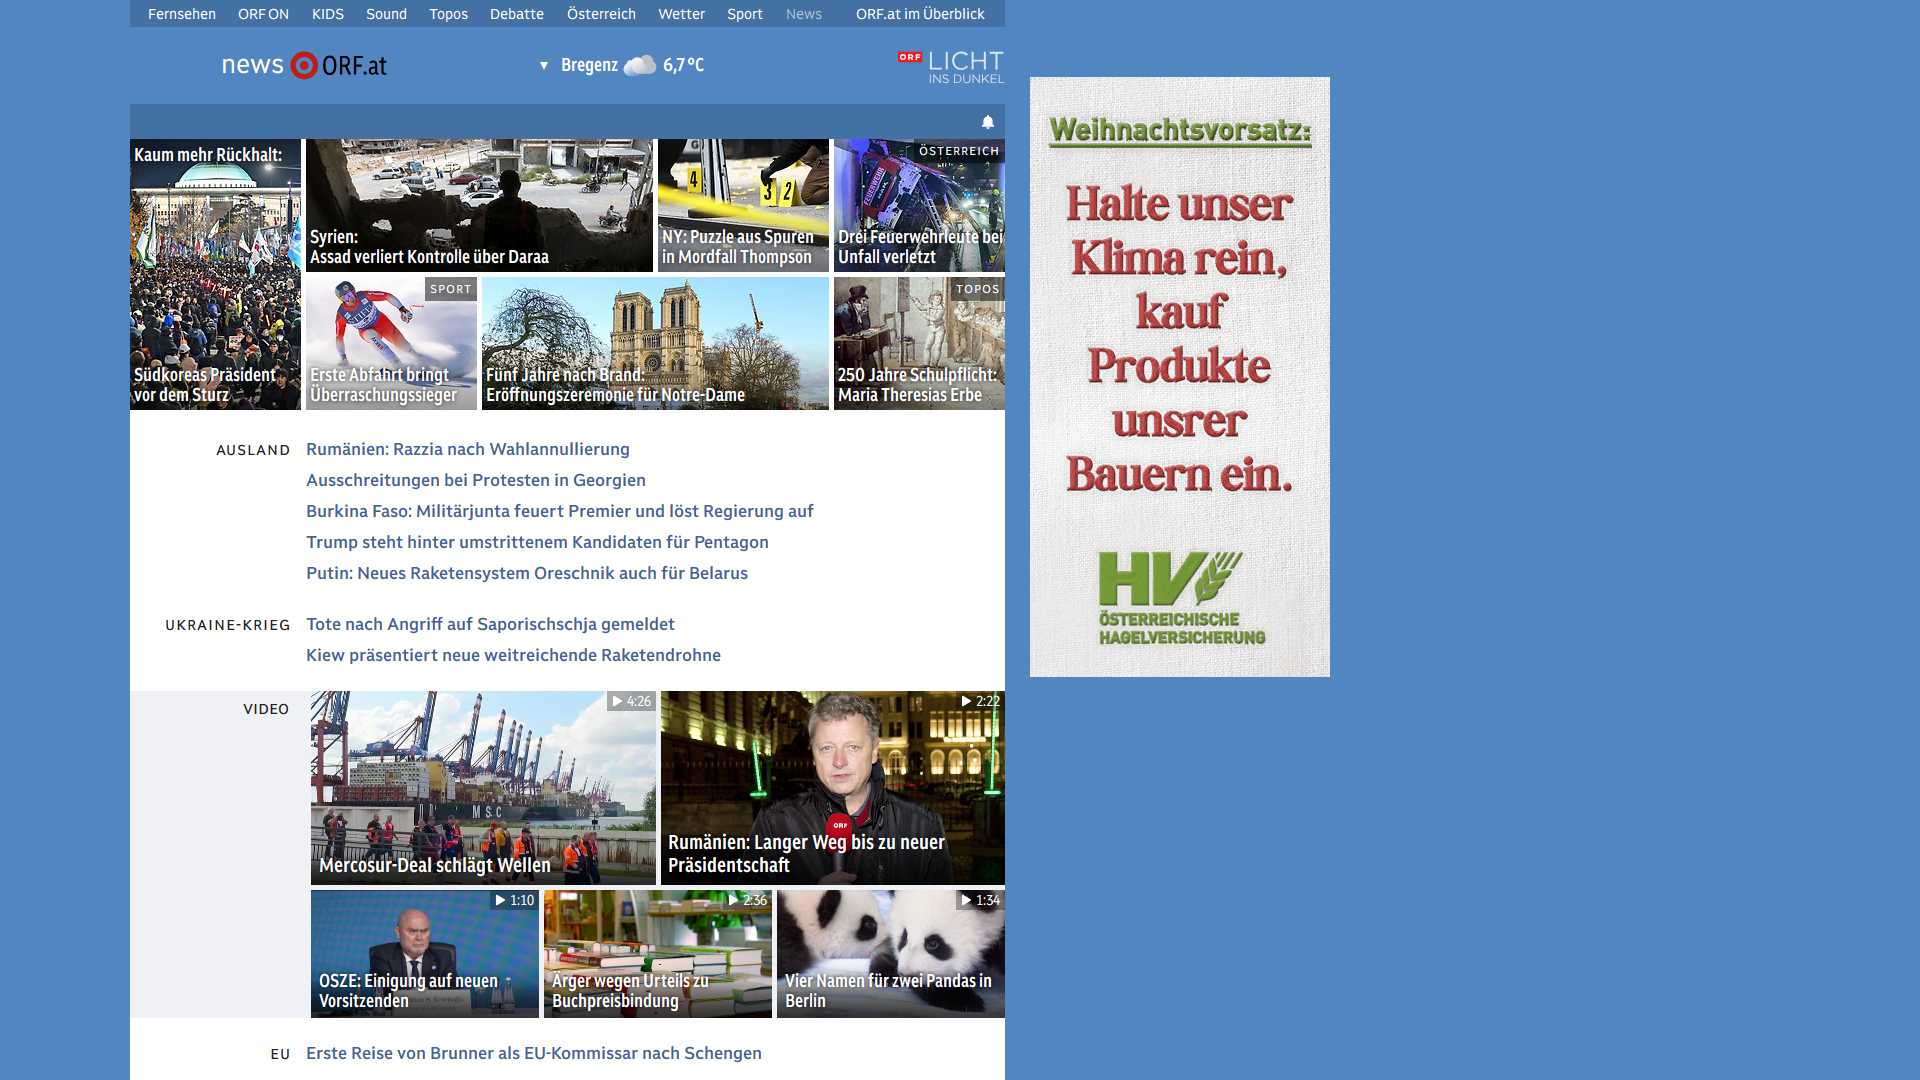 Fernsehen ORF ON KIDS Sound Topos Debatte Österreich Wetter Sport News ORF.at im Überblick
news ORF.at
▼ Bregenz 6,7 °C
ORF LICHT
INS DUNKEL
Kaum mehr Rückhalt:
Südkoreas Präsident
vor dem Sturz
Syrien:
Assad verliert Kontrolle über Daraa
4 3 2
NY: Puzzle aus Spuren
in Mordfall Thompson
ÖSTERREICH
Drei Feuerwehrleute bei
Unfall verletzt
SPORT
Erste Abfahrt bringt
Überraschungssieger
Fünf Jahre nach Brand:
Eröffnungszeremonie für Notre-Dame
TOPOS
250 Jahre Schulpflicht:
Maria Theresias Erbe
AUSLAND
Rumänien: Razzia nach Wahlannullierung
Ausschreitungen bei Protesten in Georgien
Burkina Faso: Militärjunta feuert Premier und löst Regierung auf
Trump steht hinter umstrittenem Kandidaten für Pentagon
Putin: Neues Raketensystem Oreschnik auch für Belarus
UKRAINE-KRIEG
Tote nach Angriff auf Saporischschja gemeldet
Kiew präsentiert neue weitreichende Raketendrohne
VIDEO
4:26
MSC
Mercosur-Deal schlägt Wellen
2:22
ORF
Rumänien: Langer Weg bis zu neuer
Präsidentschaft
1:10
OSZE: Einigung auf neuen
Vorsitzenden
2:36
Ärger wegen Urteils zu
Buchpreisbindung
1:34
Vier Namen für zwei Pandas in
Berlin
EU
Erste Reise von Brunner als EU-Kommissar nach Schengen
Weihnachtsvorsatz:
Halte unser
Klima rein,
kauf
Produkte
unsrer
Bauern ein.
HV
ÖSTERREICHISCHE
HAGELVERSICHERUNG